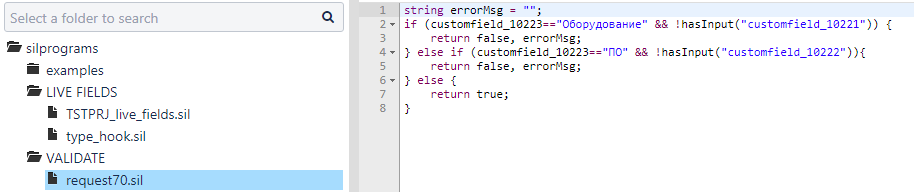 Select a folder to search
silprograms
examples
LIVE FIELDS
TSTPRJ_live_fields.sil
type_hook.sil
VALIDATE
request70.sil
1 string errorMsg = "";
2 if (customfield_10223=="Оборудование" && !hasInput("customfield_10221")) {
3 return false, errorMsg;
4 } else if (customfield_10223=="ПО" && !hasInput("customfield_10222")){
5 return false, errorMsg;
6 } else {
7 return true;
8 }